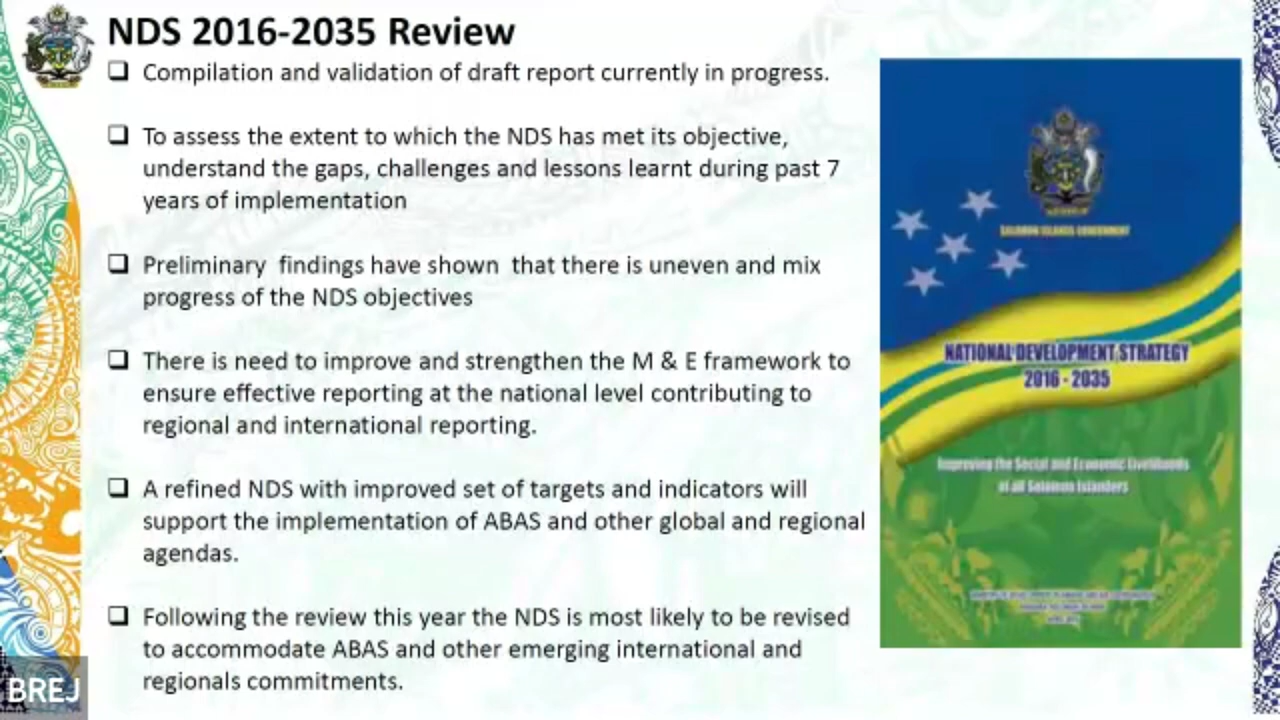 NDS 2016-2035 Review
Compilation and validation of draft report currently in progress.
To assess the extent to which the NDS has met its objective,
understand the gaps, challenges and lessons learnt during past 7
years of implementation
Preliminary findings have shown that there is uneven and mix
progress of the NDS objectives
There is need to improve and strengthen the M & E framework to
ensure effective reporting at the national level contributing to
regional and international reporting.
A refined NDS with improved set of targets and indicators will
support the implementation of ABAS and other global and regional
agendas.
Following the review this year the NDS is most likely to be revised
to accommodate ABAS and other emerging international and
regionals commitments.
SOLOMON ISLANDS GOVERNMENT
NATIONAL DEVELOPMENT STRATEGY
2016 - 2035
Improving the Social and Economic Livelihoods
of all Solomon Islanders
BREJ